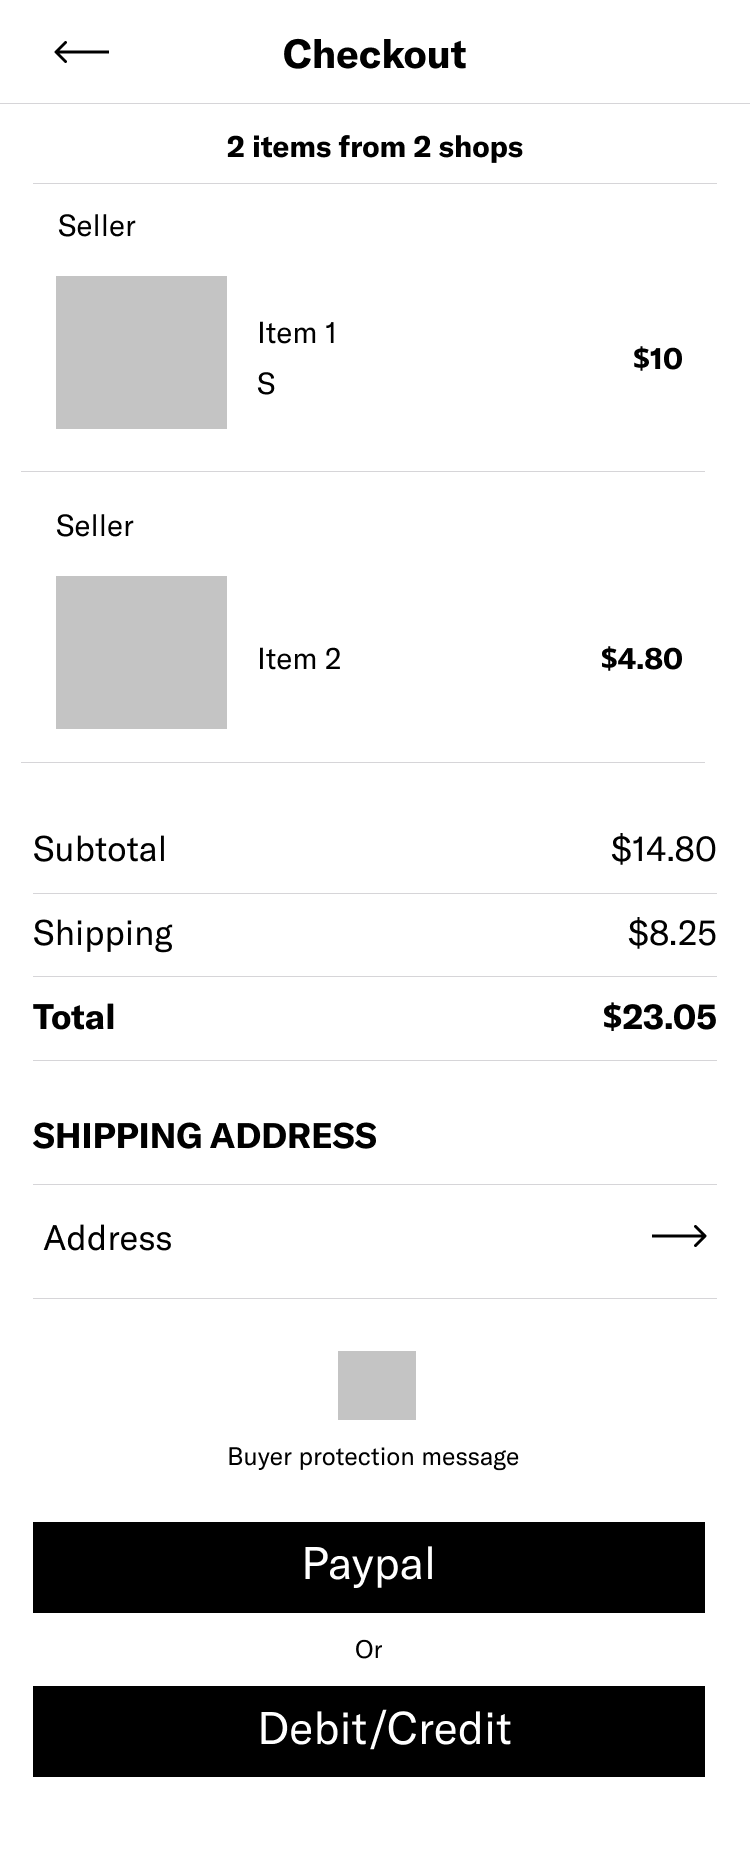 Checkout
2 items from 2 shops
Seller
Item 1
S
$10
Seller
Item 2
$4.80
Subtotal
$14.80
Shipping
$8.25
Total
$23.05
SHIPPING ADDRESS
Address
Buyer protection message
Paypal
Or
Debit/Credit